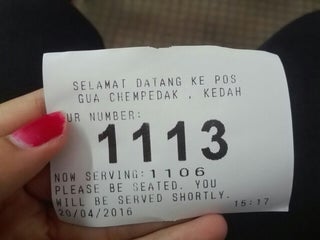 SELAMAT DATANG KE POS
GUA CHEMPEDAK , KEDAH
UR NUMBER:
1113
NOW SERVING:1106
PLEASE BE SEATED. YOU
WILL BE SERVED SHORTLY.
20/04/2016 15:17